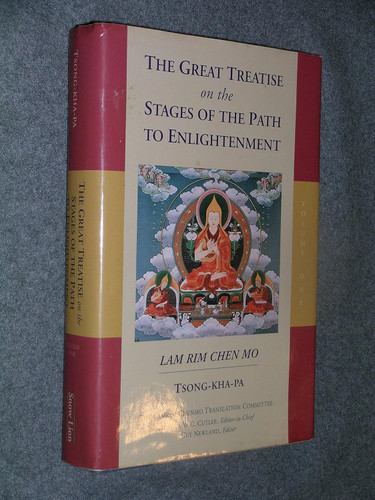 TSONG-KHA-PA
THE GREAT TREATISE on the
STAGES OF THE PATH
Snow Lion
THE GREAT TREATISE
on the
STAGES OF THE PATH
TO ENLIGHTENMENT
LAM RIM CHEN MO
TSONG-KHA-PA
TRANSLATION COMMITTEE
CUTLER, Editor-in-Chief
GUY NEWLAND, Editor